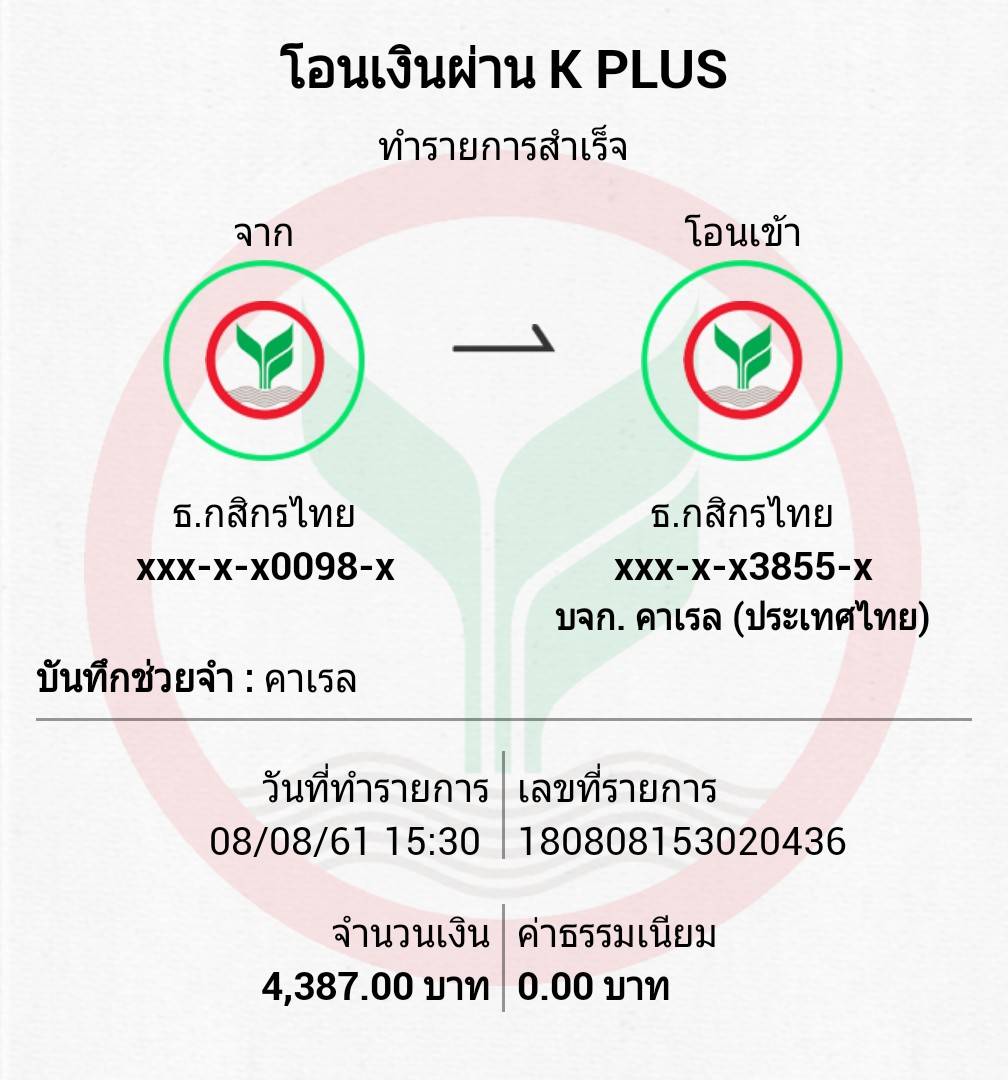 โอนเงินผ่าน K PLUS
ทำรายการสำเร็จ
จาก
โอนเข้า
ธ.กสิกรไทย
xxx-x-x0098-x
ธ.กสิกรไทย
xxx-x-x3855-x
บจก. คาเรล (ประเทศไทย)
บันทึกช่วยจำ : คาเรล
วันที่ทำรายการ
08/08/61 15:30
เลขที่รายการ
180808153020436
จำนวนเงิน
4,387.00 บาท
ค่าธรรมเนียม
0.00 บาท